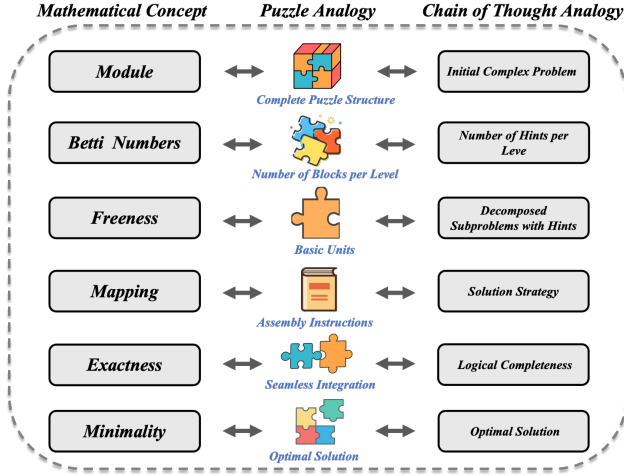 Mathematical Concept Puzzle Analogy Chain of Thought Analogy
Module
Complete Puzzle Structure
Initial Complex Problem
Betti Numbers
Number of Blocks per Level
Number of Hints per
Leve
Freeness
Basic Units
Decomposed
Subproblems with Hints
Mapping
Assembly Instructions
Solution Strategy
Exactness
Seamless Integration
Logical Completeness
Minimality
Optimal Solution
Optimal Solution